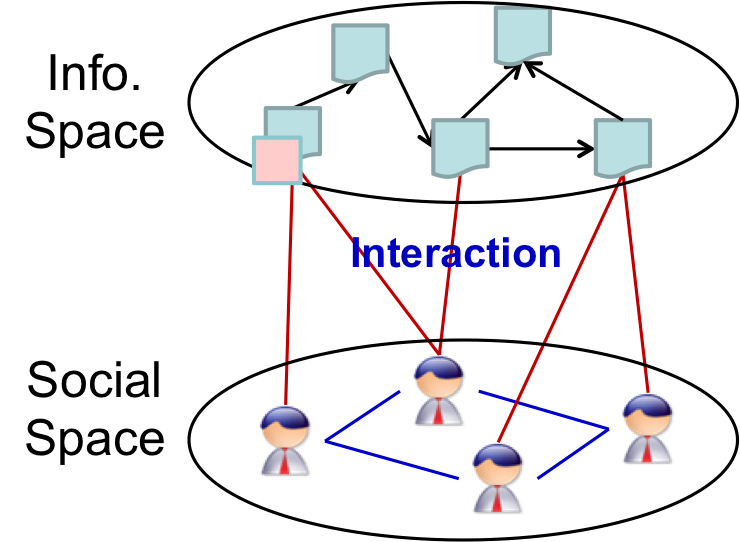 Info.
Space
Interaction
Social
Space